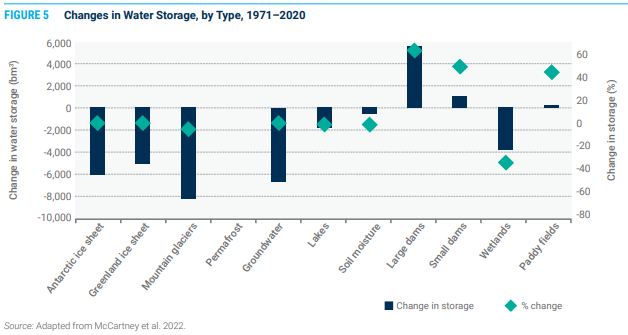 FIGURE 5 Changes in Water Storage, by Type, 1971–2020
Change in water storage (bm³)
6,000
4,000
2,000
0
-2,000
-4,000
-6,000
-8,000
-10,000
60
40
20
0
-20
-40
-60
-80
Change in storage (%)
Antarctic ice sheet
Greenland ice sheet
Mountain glaciers
Permafrost
Groundwater
Lakes
Soil moisture
Large dams
Small dams
Wetlands
Paddy fields
Change in storage
% change
Source: Adapted from McCartney et al. 2022.